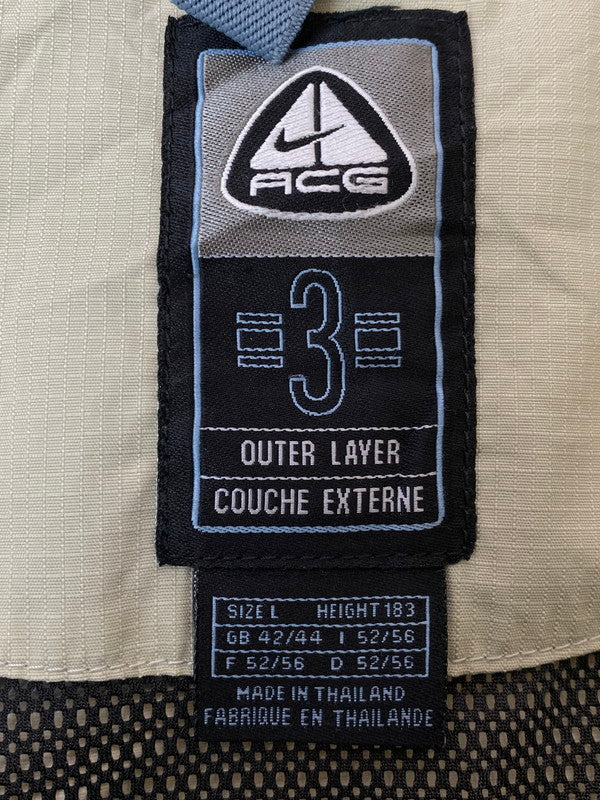 ACG
3
OUTER LAYER
COUCHE EXTERNE
SIZE L HEIGHT 183
GB 42/44 I 52/56
F 52/56 D 52/56
MADE IN THAILAND
FABRIQUE EN THAILANDE